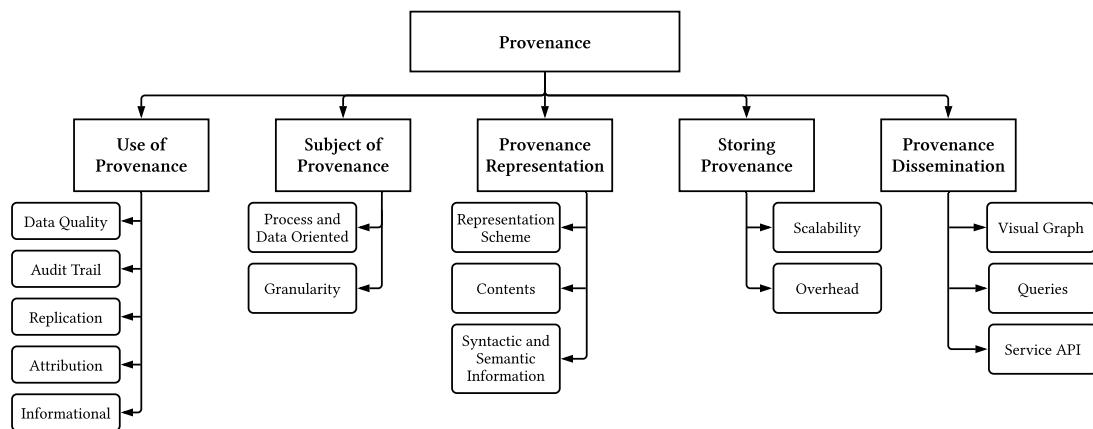 Provenance
Use of
Provenance
Subject of
Provenance
Provenance
Representation
Storing
Provenance
Provenance
Dissemination
Data Quality
Audit Trail
Replication
Attribution
Informational
Process and
Data Oriented
Granularity
Representation
Scheme
Contents
Syntactic and
Semantic
Information
Scalability
Overhead
Visual Graph
Queries
Service API